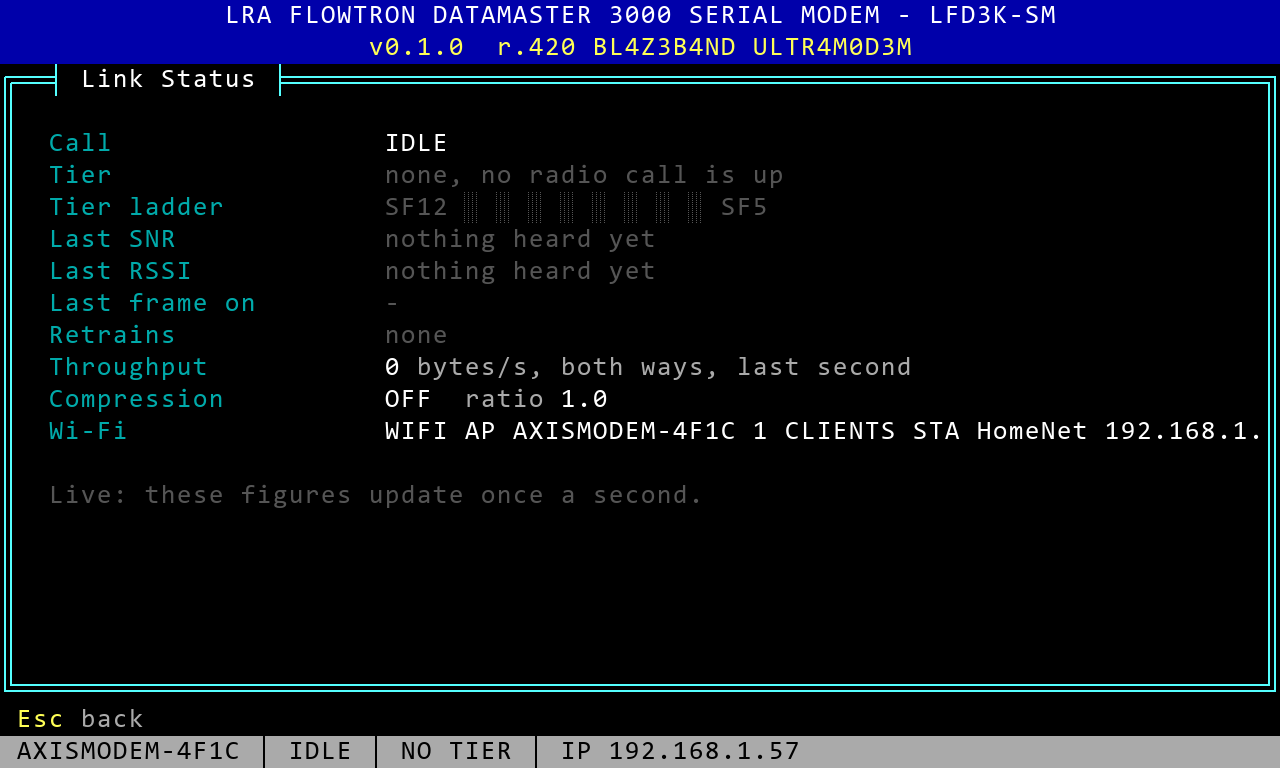 LRA FLOWTRON DATAMASTER 3000 SERIAL MODEM - LFD3K-SM
v0.1.0  r.420 BL4Z3B4ND ULTR4M0D3M
Link Status
Call IDLE
Tier none, no radio call is up
Tier ladder SF12 ░ ░ ░ ░ ░ ░ ░ ░ SF5
Last SNR nothing heard yet
Last RSSI nothing heard yet
Last frame on -
Retrains none
Throughput 0 bytes/s, both ways, last second
Compression OFF  ratio 1.0
Wi-Fi WIFI AP AXISMODEM-4F1C 1 CLIENTS STA HomeNet 192.168.1.
Live: these figures update once a second.
Esc back
AXISMODEM-4F1C │ IDLE │ NO TIER │ IP 192.168.1.57